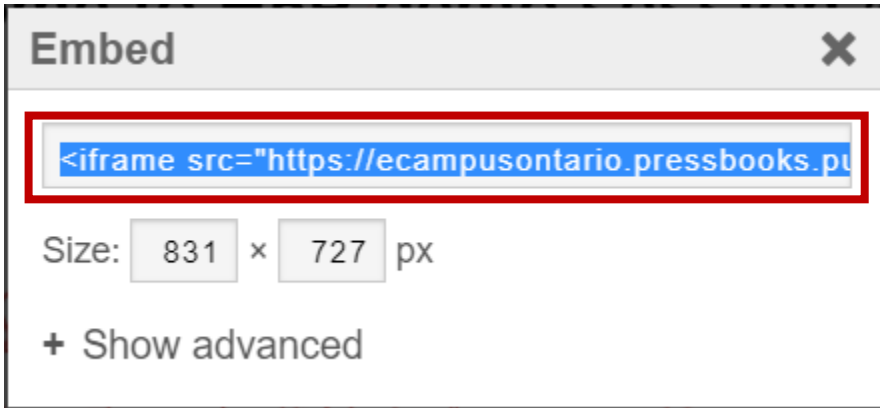 Embed
<iframe src="https://ecampusontario.pressbooks.pu
Size: 831 × 727 px
+ Show advanced